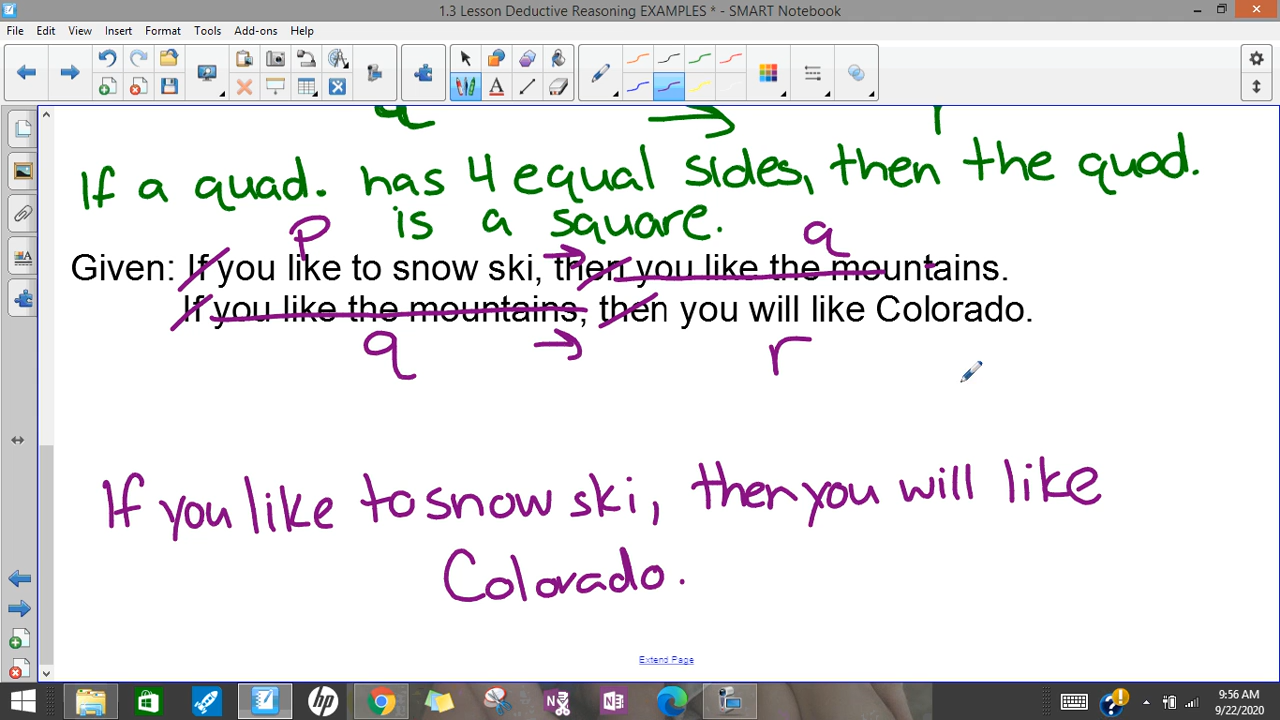 1.3 Lesson Deductive Reasoning EXAMPLES * - SMART Notebook
File Edit View Insert Format Tools Add-ons Help
q → r
If a quad. has 4 equal sides, then the quad.
is a square.
p → q
Given: If you like to snow ski, then you like the mountains.
If you like the mountains, then you will like Colorado.
q → r
If you like to snow ski, then you will like
Colorado.
Extend Page
9:56 AM
9/22/2020